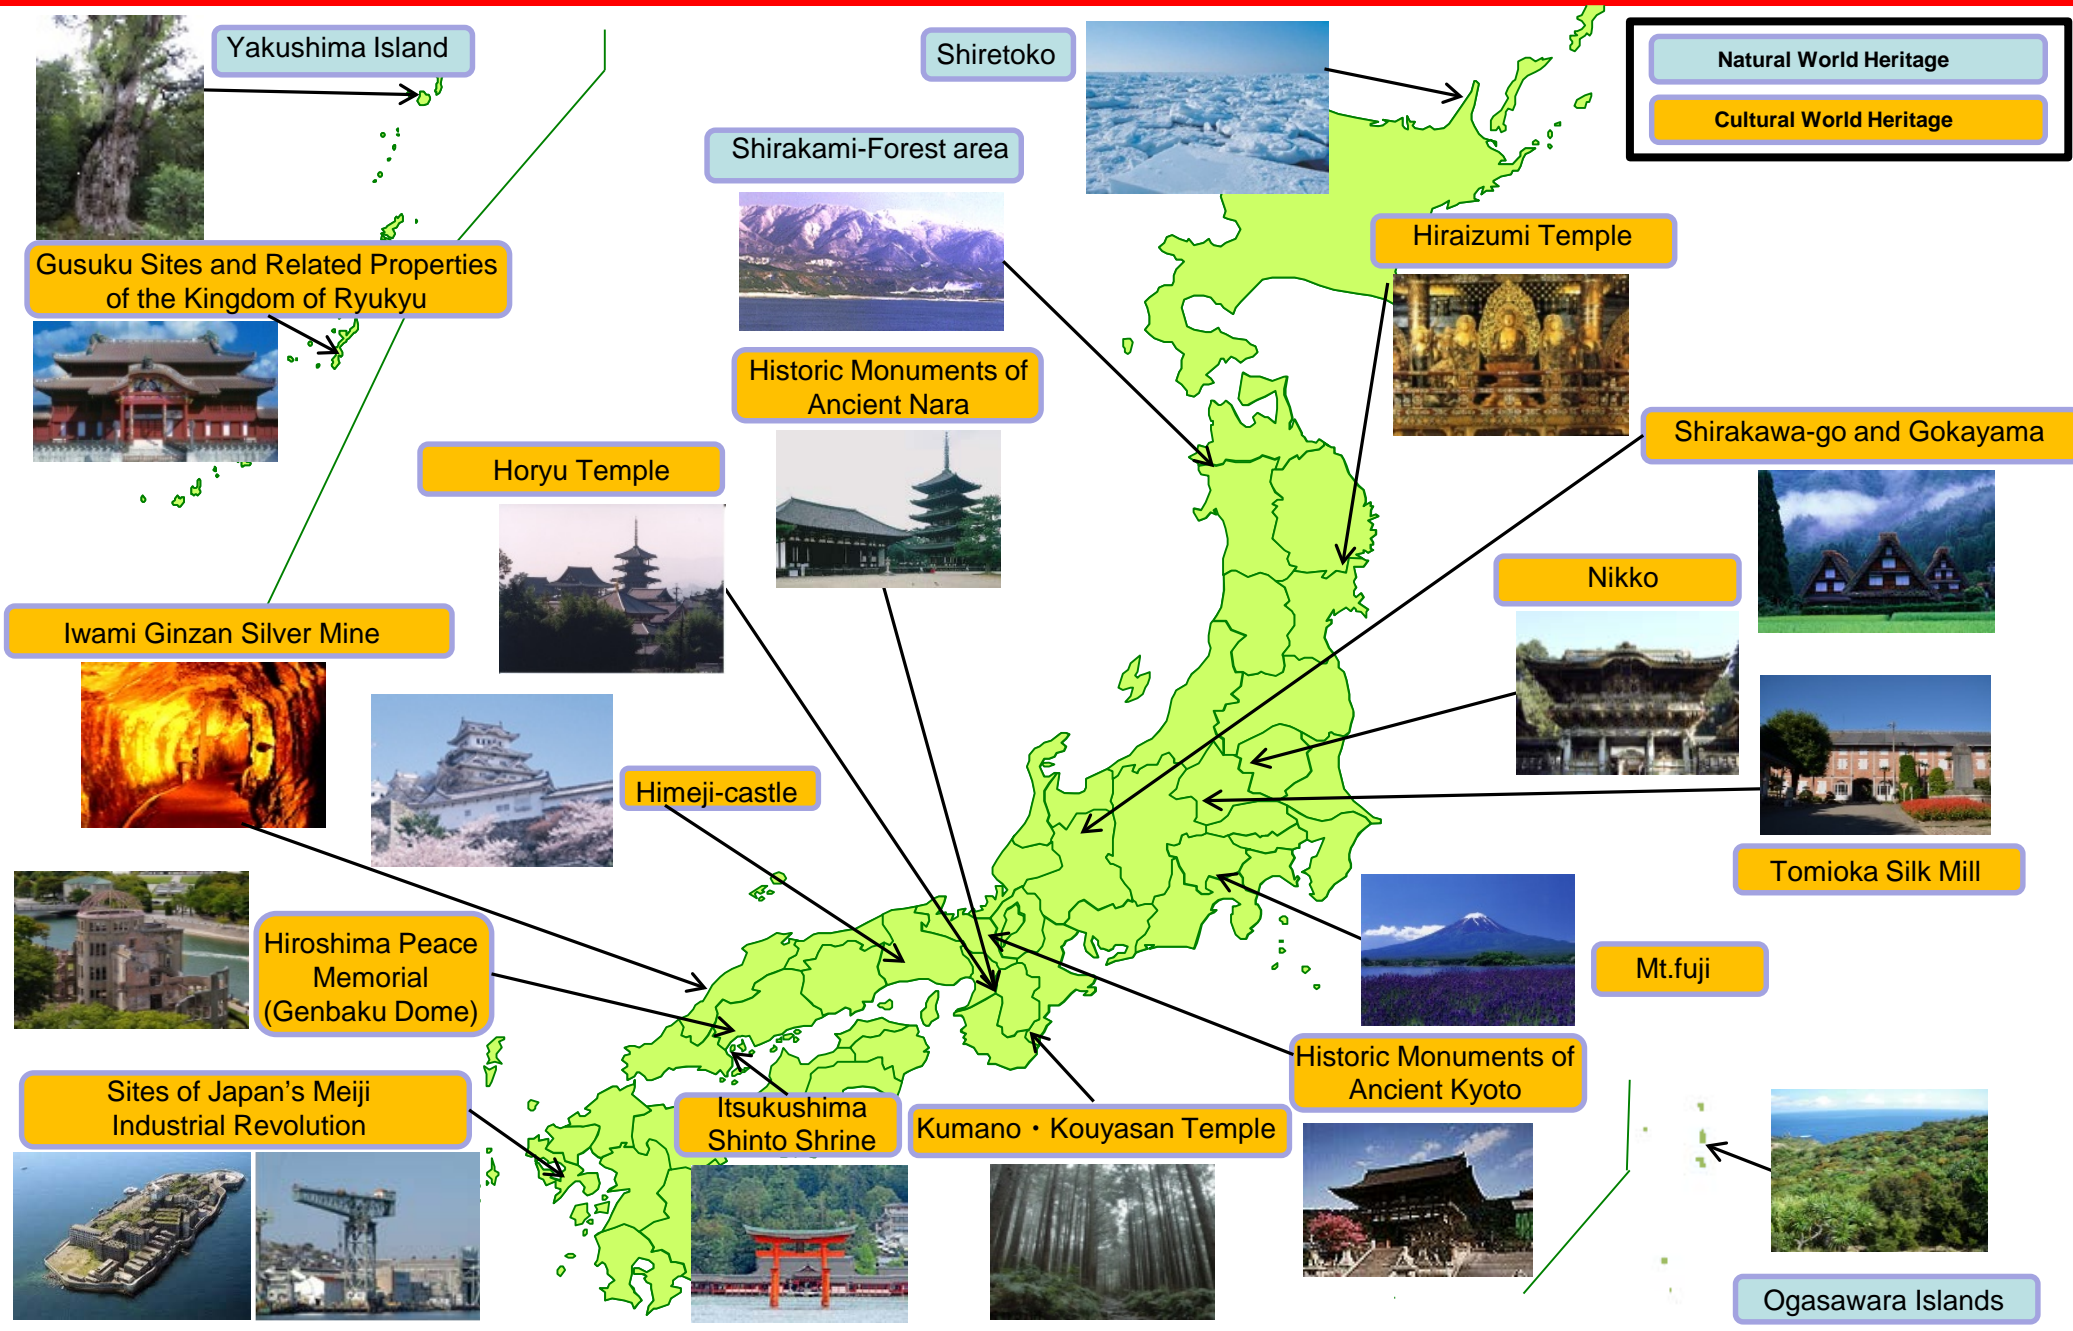 Yakushima Island
Shiretoko
Natural World Heritage
Cultural World Heritage
Shirakami-Forest area
Hiraizumi Temple
Gusuku Sites and Related Properties
of the Kingdom of Ryukyu
Historic Monuments of
Ancient Nara
Shirakawa-go and Gokayama
Horyu Temple
Nikko
Iwami Ginzan Silver Mine
Himeji-castle
Tomioka Silk Mill
Hiroshima Peace
Memorial
(Genbaku Dome)
Mt.fuji
Historic Monuments of
Ancient Kyoto
Sites of Japan’s Meiji
Industrial Revolution
Itsukushima
Shinto Shrine
Kumano・Kouyasan Temple
Ogasawara Islands